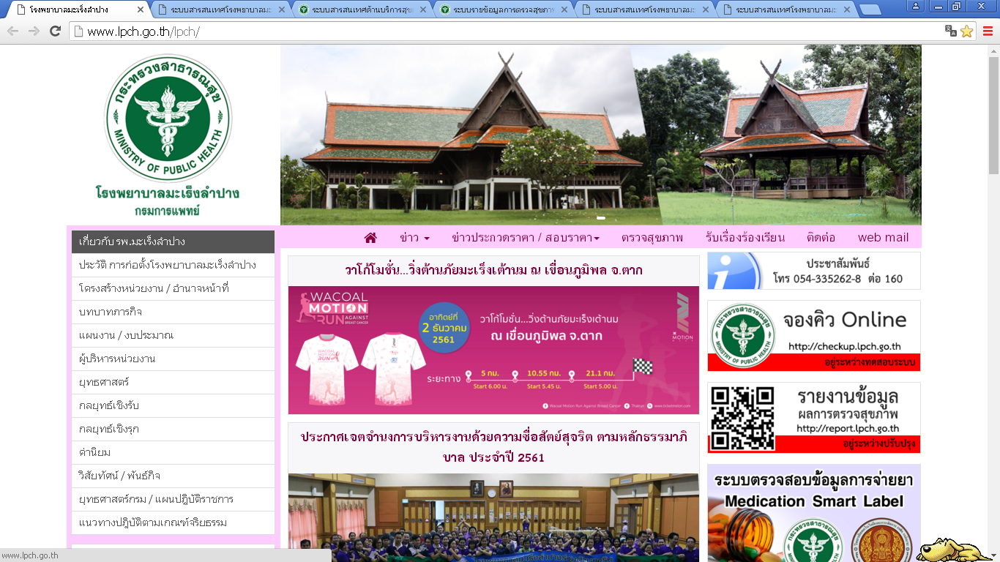 โรงพยาบาลมะเร็งลำปาง
ระบบสารสนเทศโรงพยาบาลมะ
ระบบสารสนเทศด้านบริการสุข
ระบบรายข้อมูลการตรวจสุขภาพ
ระบบสารสนเทศโรงพยาบาลมะ
ระบบสารสนเทศโรงพยาบาลมะ
www.lpch.go.th/lpch/
กระทรวงสาธารณสุข
MINISTRY OF PUBLIC HEALTH
โรงพยาบาลมะเร็งลำปาง
กรมการแพทย์
ข่าว
ข่าวประกวดราคา / สอบราคา
ตรวจสุขภาพ
รับเรื่องร้องเรียน
ติดต่อ
web mail
เกี่ยวกับ รพ.มะเร็งลำปาง
ประวัติ การก่อตั้งโรงพยาบาลมะเร็งลำปาง
โครงสร้างหน่วยงาน / อำนาจหน้าที่
บทบาทภารกิจ
แผนงาน / งบประมาณ
ผู้บริหารหน่วยงาน
ยุทธศาสตร์
กลยุทธ์เชิงรับ
กลยุทธ์เชิงรุก
ค่านิยม
วิสัยทัศน์ / พันธ์กิจ
ยุทธศาสตร์กรม / แผนปฎิบัติราชการ
แนวทางปฎิบัติตามเกณฑ์จริยธรรม
วาโก้โมชั่น...วิ่งต้านภัยมะเร็งเต้านม ณ เขื่อนภูมิพล จ.ตาก
WACOAL
MOTION
RUN AGAINST BREAST CANCER
WACOAL
MOTION
RUN
อาทิตย์ที่
2 ธันวาคม
2561
วาโก้โมชั่น...วิ่งต้านภัยมะเร็งเต้านม
ณ เขื่อนภูมิพล จ.ตาก
MOTION
ระยะทาง
5 กม. 10.55 กม. 21.1 กม.
Start 6.00 น. Start 5.45 น. Start 5.00 น.
Wacoal Motion Run Against Breast Cancer Thairun www.ticketmelon.com
ประกาศเจตจำนงการบริหารงานด้วยความซื่อสัตย์สุจริต ตามหลักธรรมาภิ
บาล ประจำปี 2561
ประชาสัมพันธ์
โทร 054-335262-8 ต่อ 160
กระทรวงสาธารณสุข
MINISTRY OF PUBLIC HEALTH
จองคิว Online
http://checkup.lpch.go.th
อยู่ระหว่างทดสอบระบบ
รายงานข้อมูล
ผลการตรวจสุขภาพ
http://report.lpch.go.th
อยู่ระหว่างปรับปรุง
ระบบตรวจสอบข้อมูลการจ่ายยา
Medication Smart Label
www.lpch.go.th